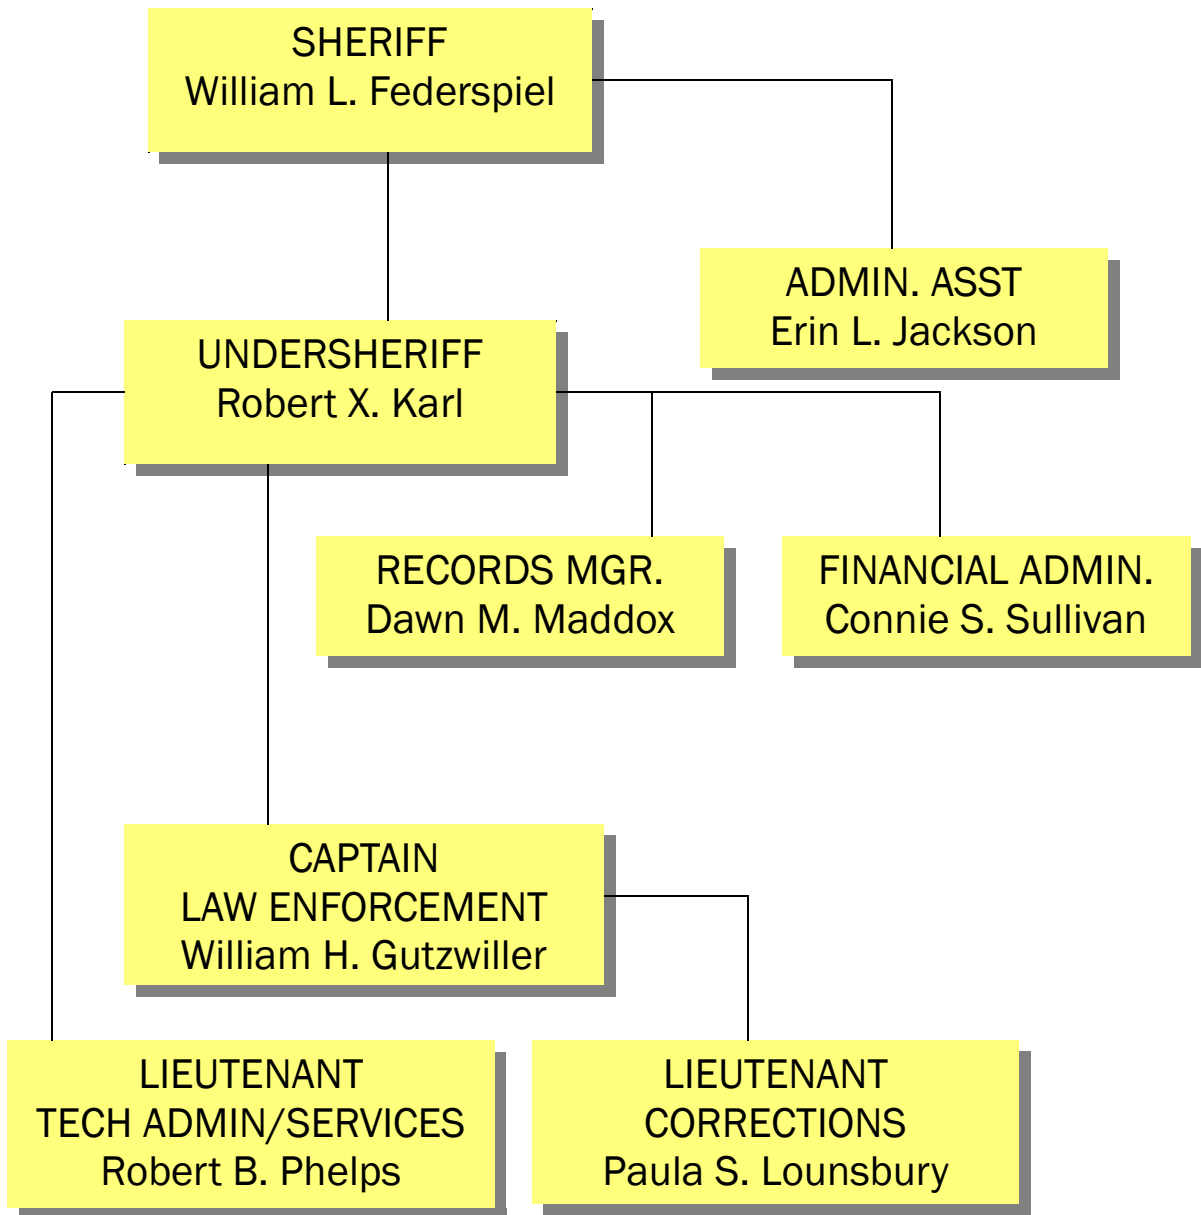 SHERIFF
William L. Federspiel
ADMIN. ASST
Erin L. Jackson
UNDERSHERIFF
Robert X. Karl
RECORDS MGR.
Dawn M. Maddox
FINANCIAL ADMIN.
Connie S. Sullivan
CAPTAIN
LAW ENFORCEMENT
William H. Gutzwiller
LIEUTENANT
TECH ADMIN/SERVICES
Robert B. Phelps
LIEUTENANT
CORRECTIONS
Paula S. Lounsbury